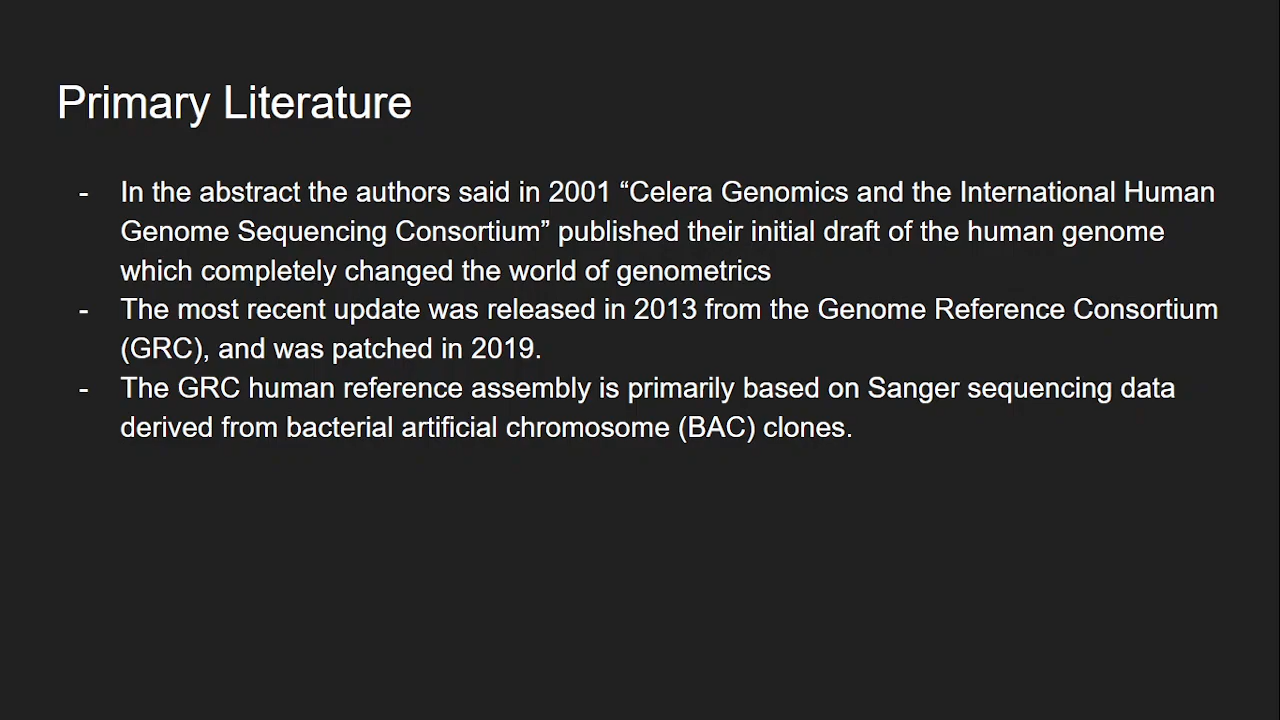 Primary Literature
- In the abstract the authors said in 2001 “Celera Genomics and the International Human
Genome Sequencing Consortium” published their initial draft of the human genome
which completely changed the world of genometrics
- The most recent update was released in 2013 from the Genome Reference Consortium
(GRC), and was patched in 2019.
- The GRC human reference assembly is primarily based on Sanger sequencing data
derived from bacterial artificial chromosome (BAC) clones.